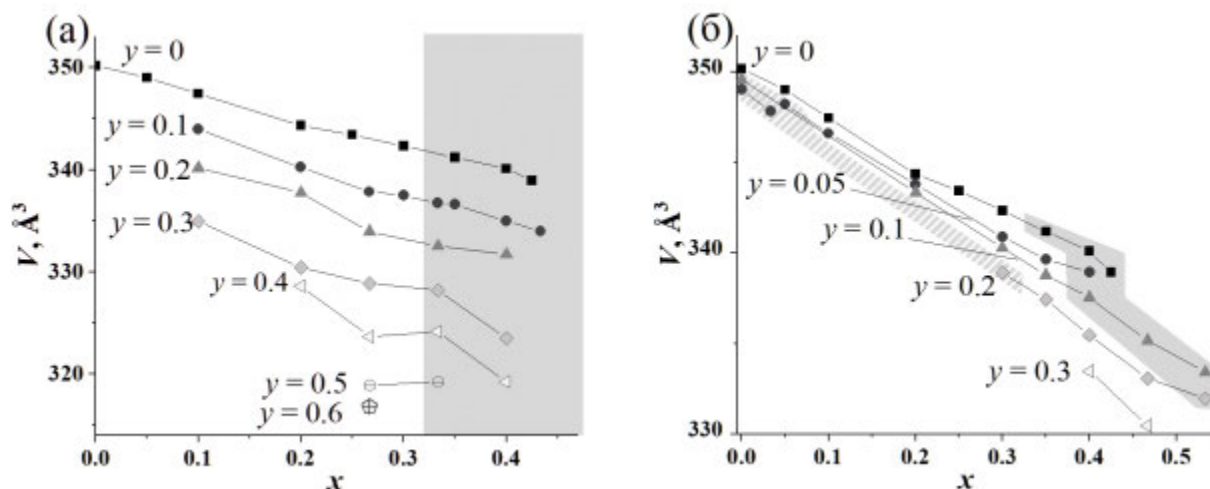 (а)
y = 0
350
y = 0.1
340
y = 0.2
y = 0.3
330
y = 0.4
320
y = 0.5
y = 0.6
V, Å³
0.0 0.1 0.2 0.3 0.4
x
(б)
y = 0
350
y = 0.05
y = 0.1
340
y = 0.2
y = 0.3
330
V, Å³
0.0 0.1 0.2 0.3 0.4 0.5
x